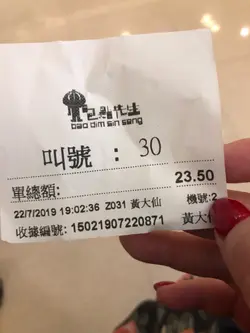 包點先生
bao dim sin seng
叫號 : 30
單總額: 23.50
22/7/2019 19:02:36 Z031 黃大仙 機號:2
收據編號: 15021907220871 黃大仙